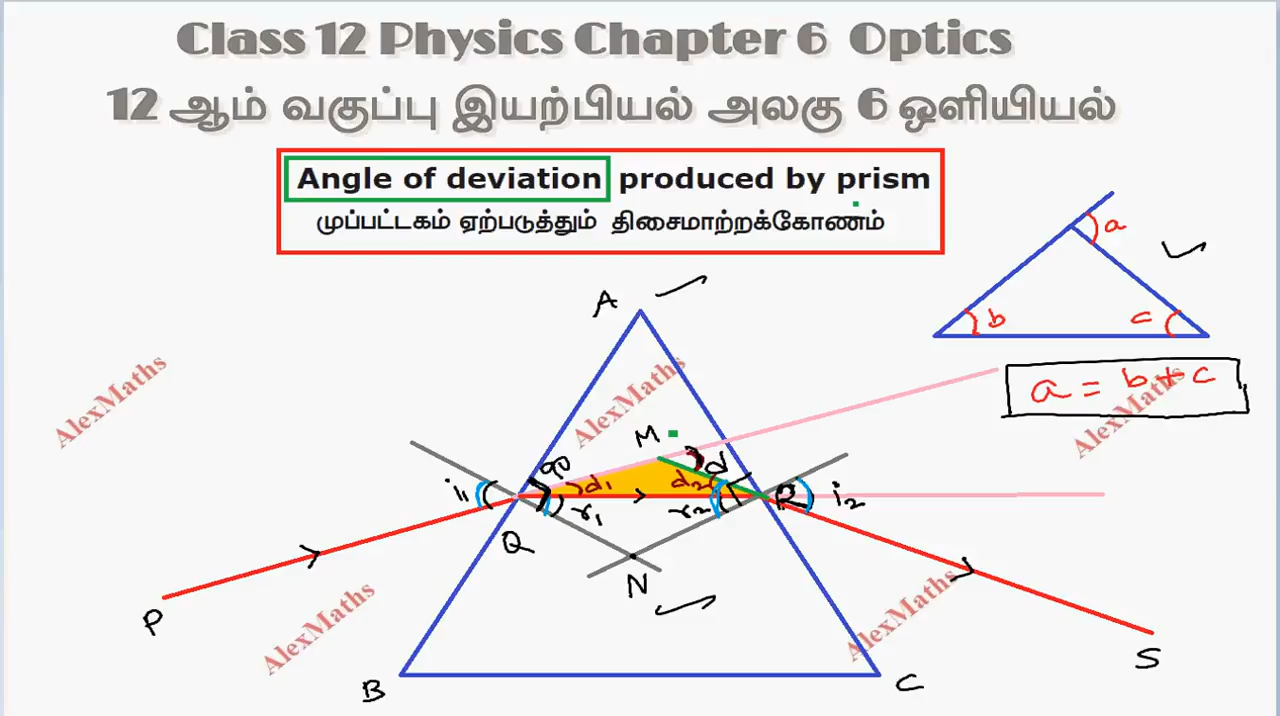 Class 12 Physics Chapter 6 Optics
12 ஆம் வகுப்பு இயற்பியல் அலகு 6 ஒளியியல்
Angle of deviation produced by prism
முப்பட்டகம் ஏற்படுத்தும் திசைமாற்றக்கோணம்
a
b c
a = b + c
A
AlexMaths
AlexMaths
AlexMaths
M
90 d
i1 d1 d2 R i2
r1 r2
Q
N
P
AlexMaths
AlexMaths
S
B C